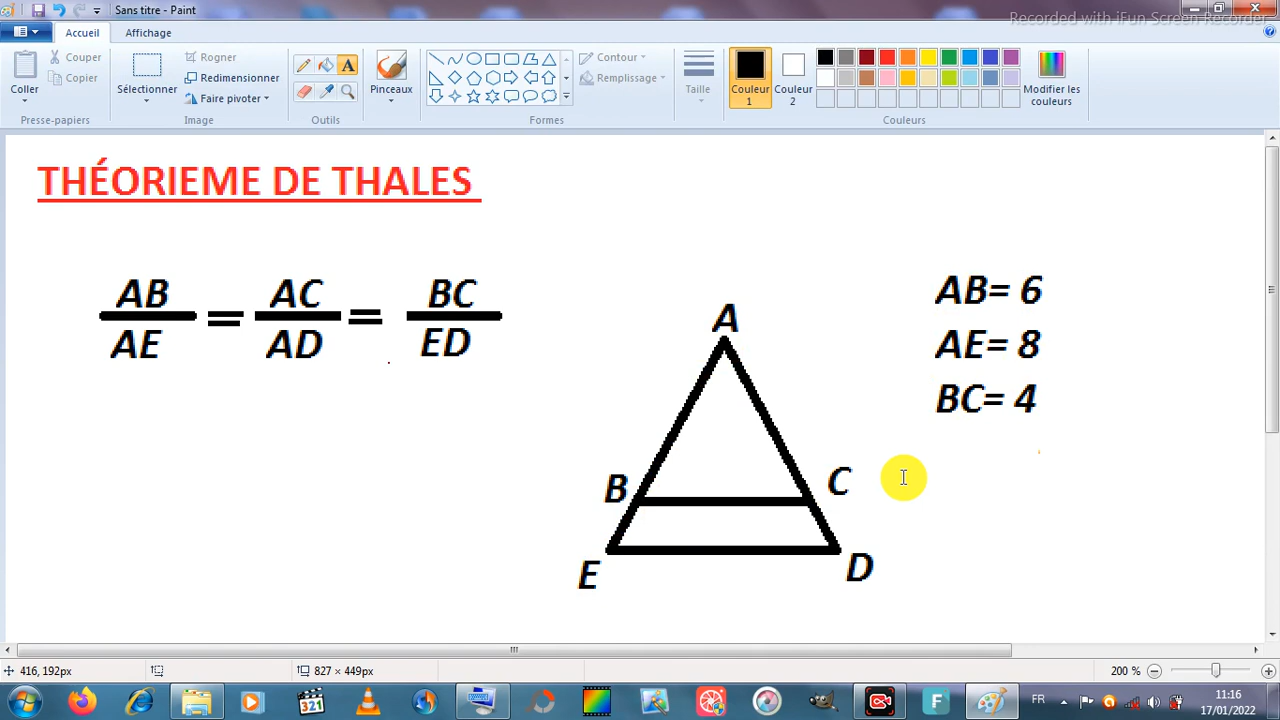 Sans titre - Paint
Recorded with iFun Screen Recorder
Accueil
Affichage
Coller
Couper
Copier
Presse-papiers
Sélectionner
Rogner
Redimensionner
Faire pivoter
Image
A
Outils
Pinceaux
Contour
Remplissage
Formes
Taille
Couleur 1
Couleur 2
Modifier les couleurs
Couleurs
THÉORIEME DE THALES
AB = AC = BC
AE AD ED
AB= 6
AE= 8
BC= 4
A
B
C
E
D
416, 192px
827 × 449px
200 %
321
F
FR
11:16
17/01/2022